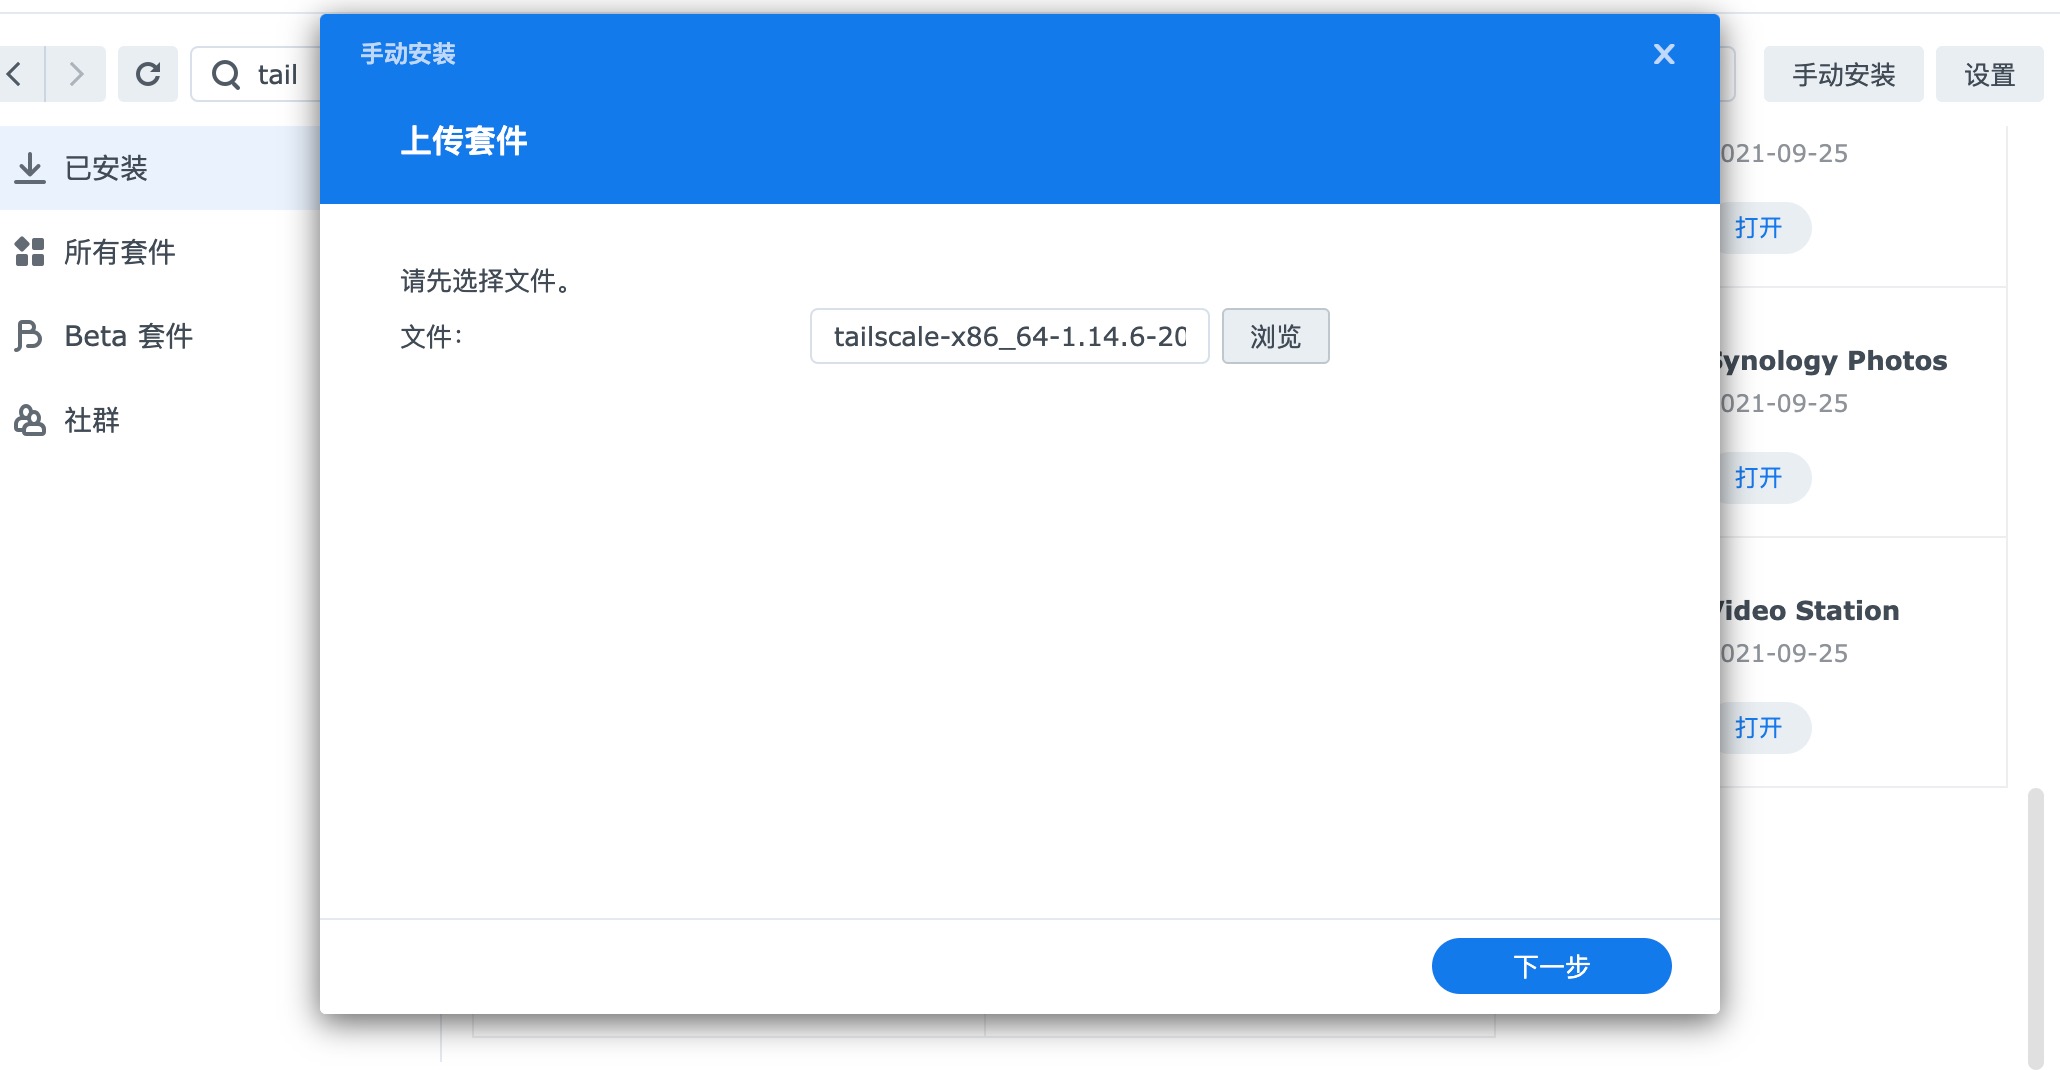 手动安装
tail
手动安装
设置
上传套件
已安装
所有套件
Beta 套件
社群
请先选择文件。
文件：
tailscale-x86_64-1.14.6-20
浏览
下一步
021-09-25
打开
Synology Photos
021-09-25
打开
Video Station
021-09-25
打开